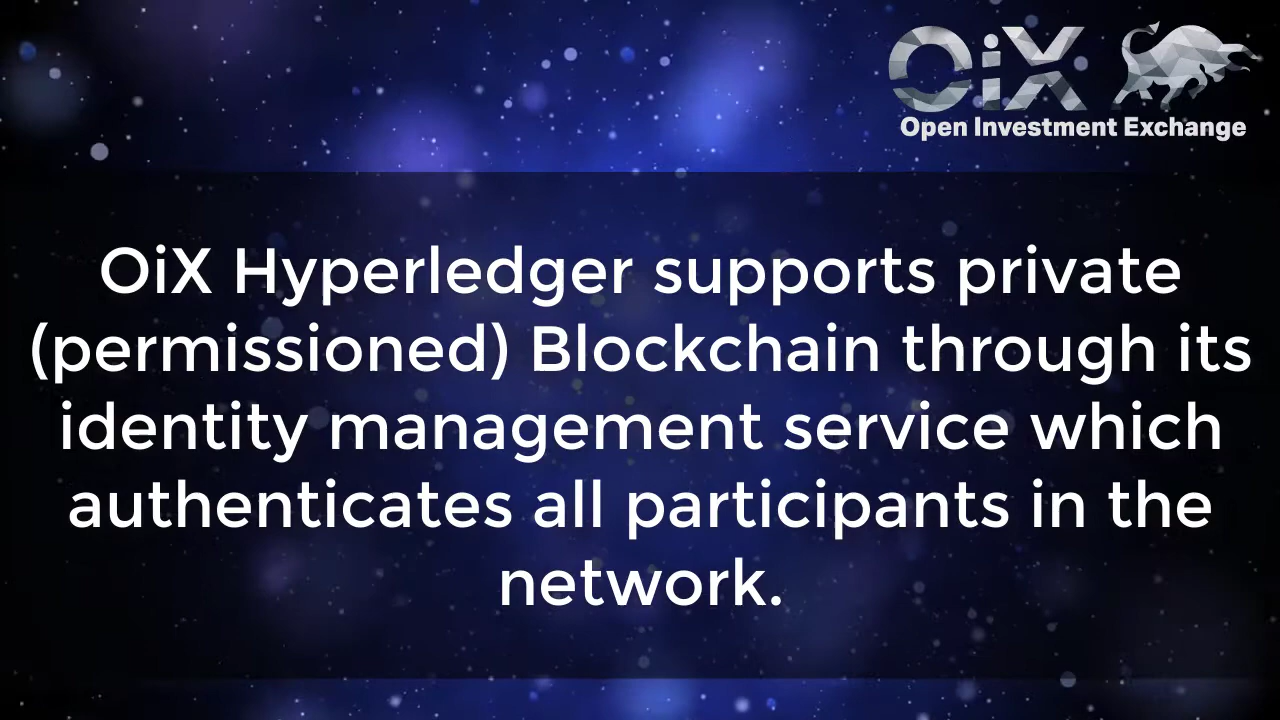 OiX
Open Investment Exchange
OiX Hyperledger supports private
(permissioned) Blockchain through its
identity management service which
authenticates all participants in the
network.